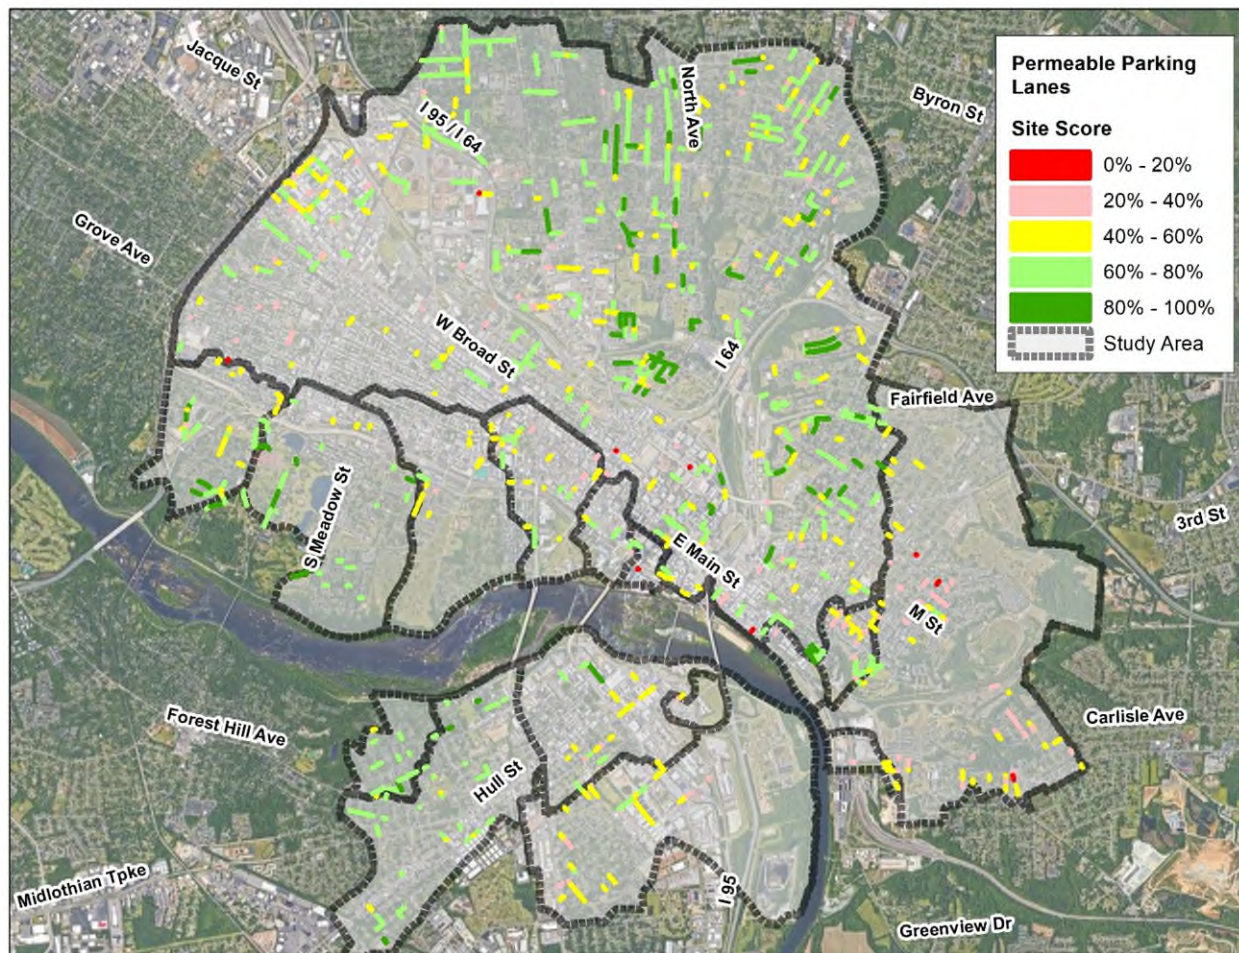 Permeable Parking
Lanes
Site Score
0% - 20%
20% - 40%
40% - 60%
60% - 80%
80% - 100%
Study Area
Jacque St
I 95 / I 64
North Ave
Byron St
Grove Ave
W Broad St
I 64
Fairfield Ave
S Meadow St
3rd St
E Main St
M St
Forest Hill Ave
Carlisle Ave
Hull St
Midlothian Tpke
I 95
Greenview Dr